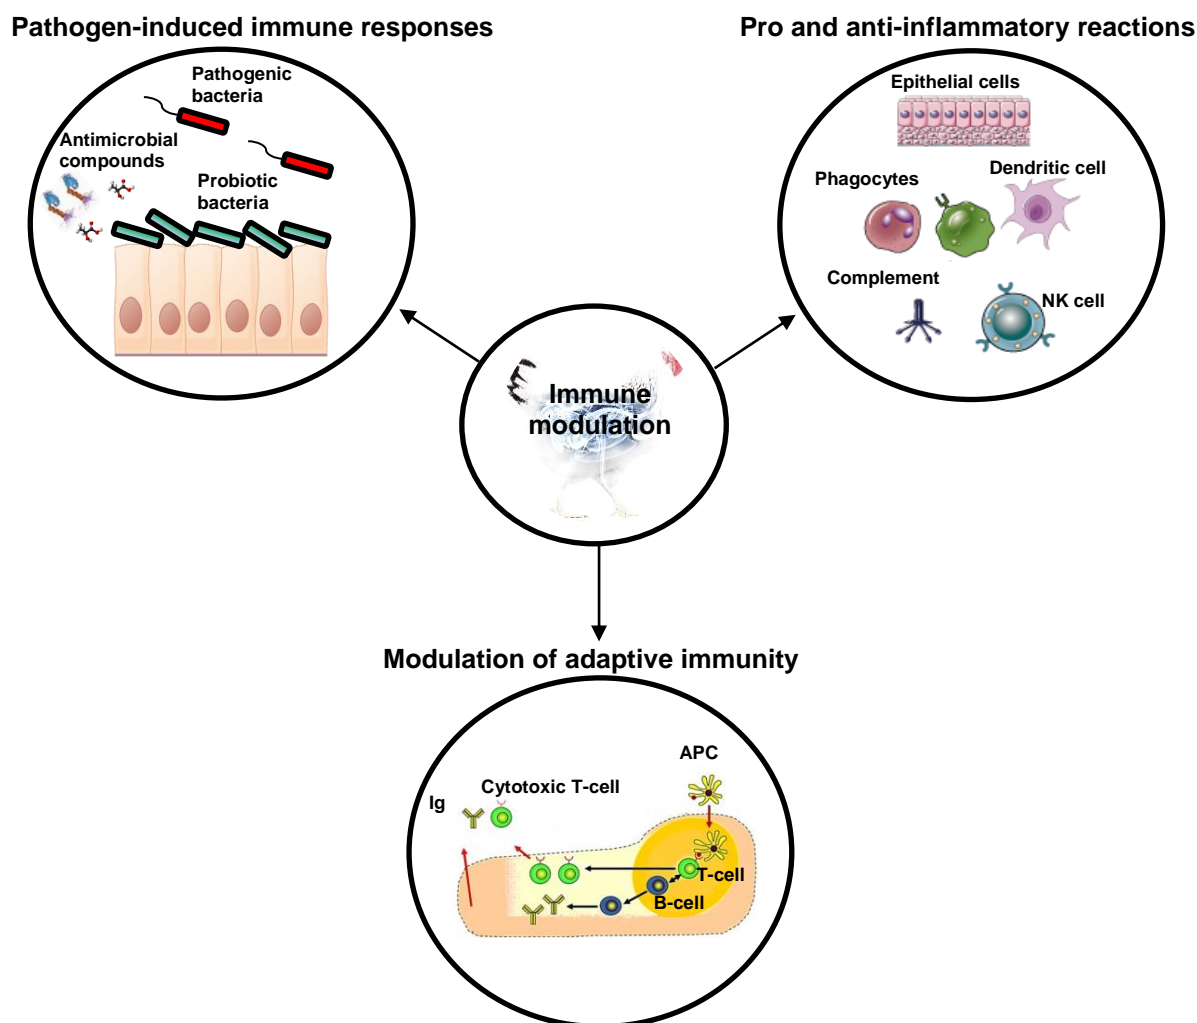 Pathogen-induced immune responses
Pathogenic
bacteria
Antimicrobial
compounds
Probiotic
bacteria
Pro and anti-inflammatory reactions
Epithelial cells
Dendritic cell
Phagocytes
Complement
NK cell
Immune
modulation
Modulation of adaptive immunity
APC
Cytotoxic T-cell
Ig
T-cell
B-cell